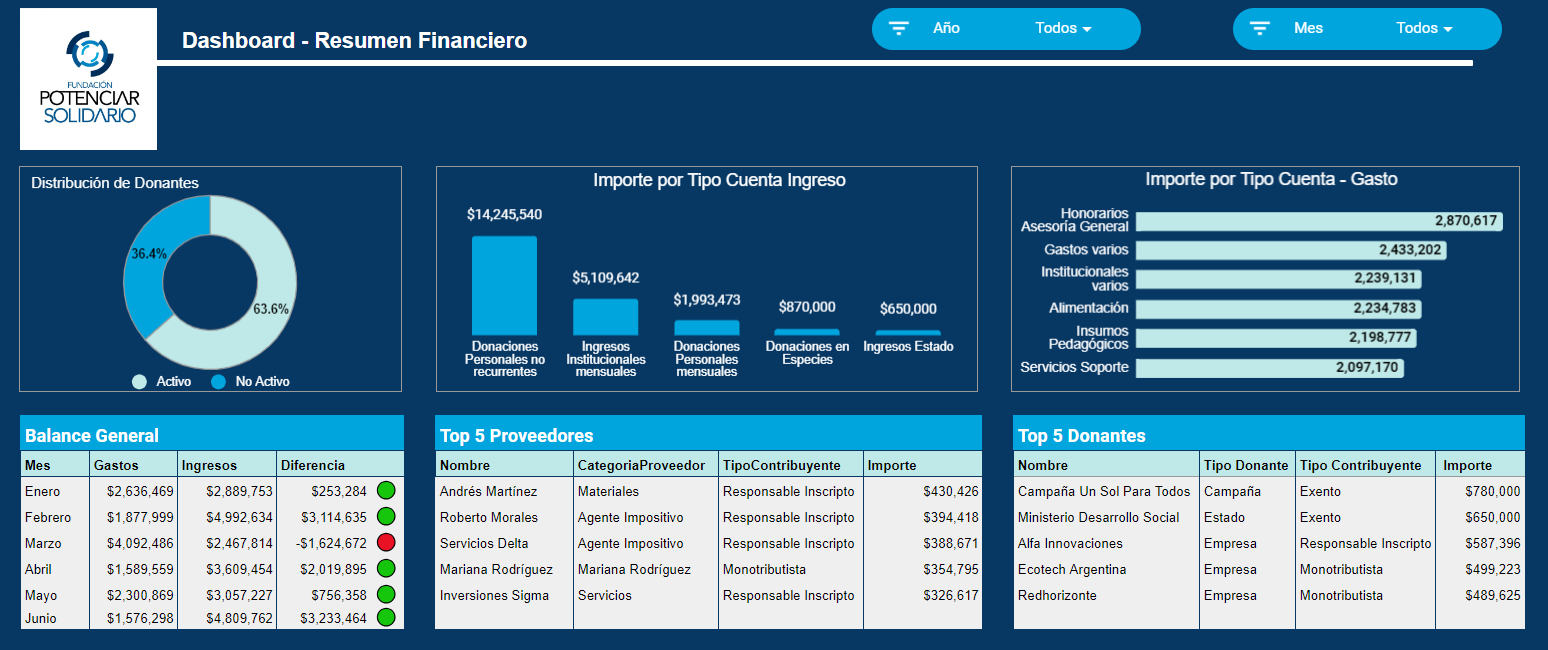 FUNDACIÓN
POTENCIAR
SOLIDARIO
Dashboard - Resumen Financiero
Año Todos
Mes Todos
Distribución de Donantes
36.4%
63.6%
Activo No Activo
Importe por Tipo Cuenta Ingreso
$14,245,540
$5,109,642
$1,993,473
$870,000
$650,000
Donaciones
Personales no
recurrentes
Ingresos
Institucionales
mensuales
Donaciones
Personales
mensuales
Donaciones en
Especies
Ingresos Estado
Importe por Tipo Cuenta - Gasto
Honorarios
Asesoría General 2,870,617
Gastos varios 2,433,202
Institucionales
varios 2,239,131
Alimentación 2,234,783
Insumos
Pedagógicos 2,198,777
Servicios Soporte 2,097,170
Balance General
Mes Gastos Ingresos Diferencia
Enero $2,636,469 $2,889,753 $253,284
Febrero $1,877,999 $4,992,634 $3,114,635
Marzo $4,092,486 $2,467,814 -$1,624,672
Abril $1,589,559 $3,609,454 $2,019,895
Mayo $2,300,869 $3,057,227 $756,358
Junio $1,576,298 $4,809,762 $3,233,464
Top 5 Proveedores
Nombre CategoriaProveedor TipoContribuyente Importe
Andrés Martínez Materiales Responsable Inscripto $430,426
Roberto Morales Agente Impositivo Responsable Inscripto $394,418
Servicios Delta Agente Impositivo Responsable Inscripto $388,671
Mariana Rodríguez Mariana Rodríguez Monotributista $354,795
Inversiones Sigma Servicios Responsable Inscripto $326,617
Top 5 Donantes
Nombre Tipo Donante Tipo Contribuyente Importe
Campaña Un Sol Para Todos Campaña Exento $780,000
Ministerio Desarrollo Social Estado Exento $650,000
Alfa Innovaciones Empresa Responsable Inscripto $587,396
Ecotech Argentina Empresa Monotributista $499,223
Redhorizonte Empresa Monotributista $489,625